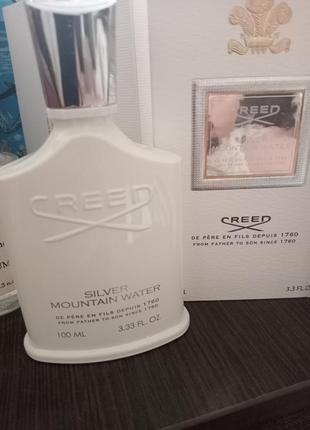 CREED
SILVER
MOUNTAIN WATER
DE PÈRE EN FILS DEPUIS 1760
FROM FATHER TO SON SINCE 1760
100 ML 3.33 FL. OZ
CREED
MOUNTAIN WATER
CREED
DE PÈRE EN FILS DEPUIS 1760
FROM FATHER TO SON SINCE 1760
3.3 FL.O